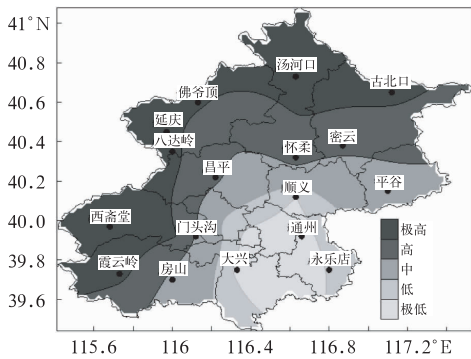 41°N
40.8
40.6
40.4
40.2
40.0
39.8
39.6
汤河口
古北口
佛爷顶
延庆
八达岭
怀柔
密云
昌平
顺义
平谷
西斋堂
门头沟
通州
霞云岭
房山
大兴
永乐店
极高
高
中
低
极低
115.6
116
116.4
116.8
117.2°E